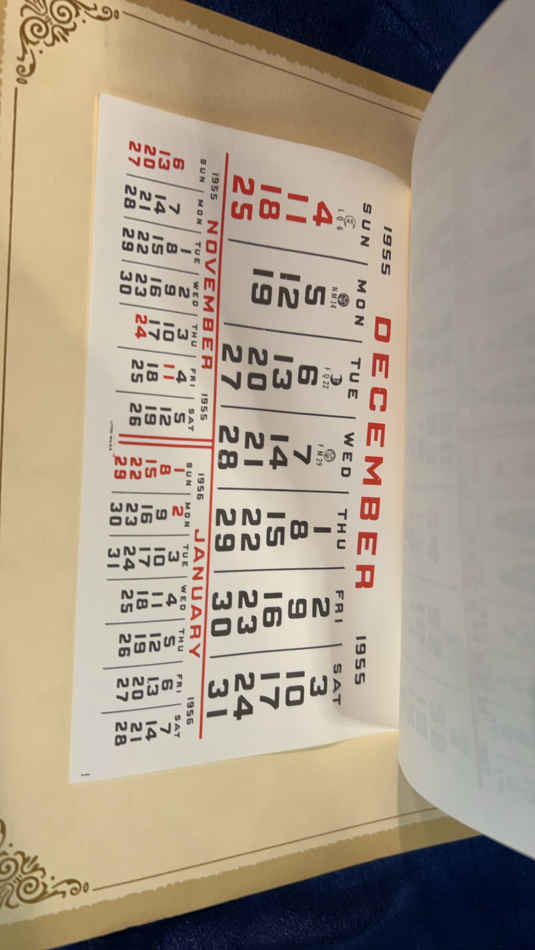 1955 DECEMBER 1955
SUN MON TUE WED THU FRI SAT
L Q 6 N M 14 F Q 22 F M 29 1 2 3
4 5 6 7 8 9 10
11 12 13 14 15 16 17
18 19 20 21 22 23 24
25 27 28 29 30 31
1955 NOVEMBER 1955
SUN MON TUE WED THU FRI SAT
1 2 3 4 5
6 7 8 9 10 11 12
13 14 15 16 17 18 19
20 21 22 23 24 25 26
27 28 29 30
1956 JANUARY 1956
SUN MON TUE WED THU FRI SAT
1 2 3 4 5 6 7
8 9 10 11 12 13 14
15 16 17 18 19 20 21
22 23 24 25 26 27 28
29 30 31